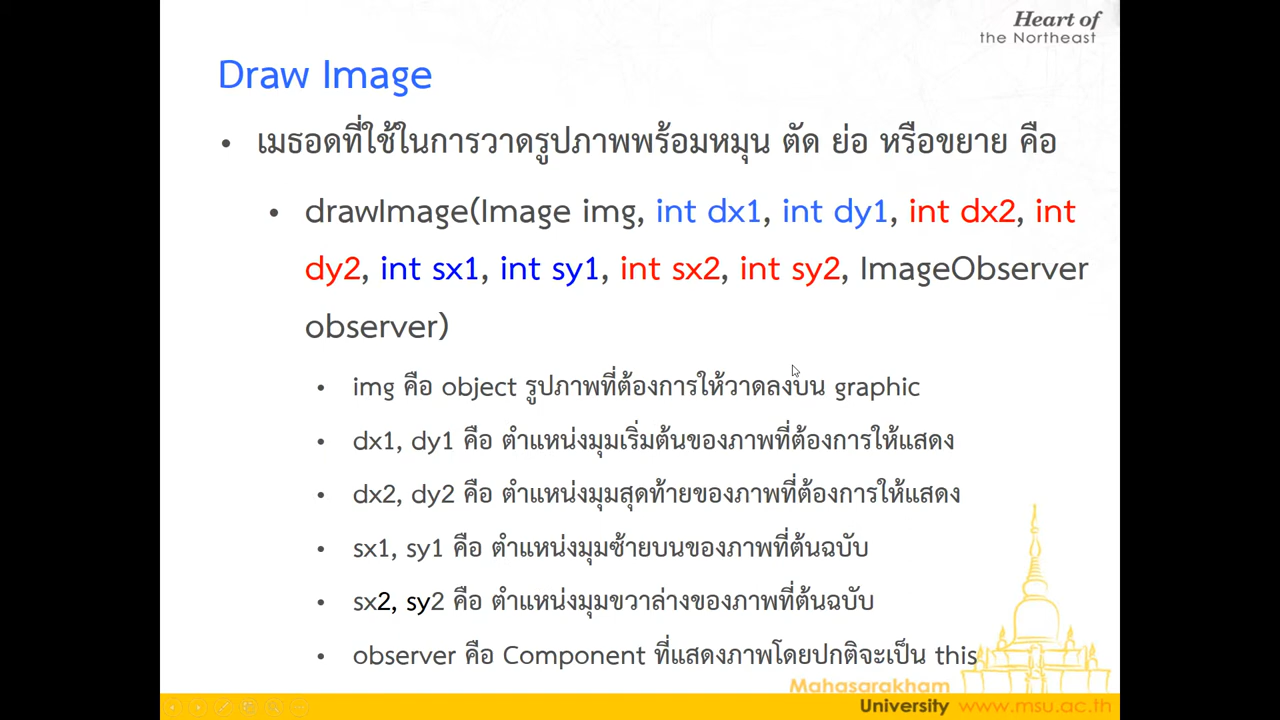 Heart of
the Northeast
Draw Image
• เมธอดที่ใช้ในการวาดรูปภาพพร้อมหมุน ตัด ย่อ หรือขยาย คือ
• drawImage(Image img, int dx1, int dy1, int dx2, int
dy2, int sx1, int sy1, int sx2, int sy2, ImageObserver
observer)
• img คือ object รูปภาพที่ต้องการให้วาดลงบน graphic
• dx1, dy1 คือ ตำแหน่งมุมเริ่มต้นของภาพที่ต้องการให้แสดง
• dx2, dy2 คือ ตำแหน่งมุมสุดท้ายของภาพที่ต้องการให้แสดง
• sx1, sy1 คือ ตำแหน่งมุมซ้ายบนของภาพที่ต้นฉบับ
• sx2, sy2 คือ ตำแหน่งมุมขวาล่างของภาพที่ต้นฉบับ
• observer คือ Component ที่แสดงภาพโดยปกติจะเป็น this
Mahasarakham
University www.msu.ac.th